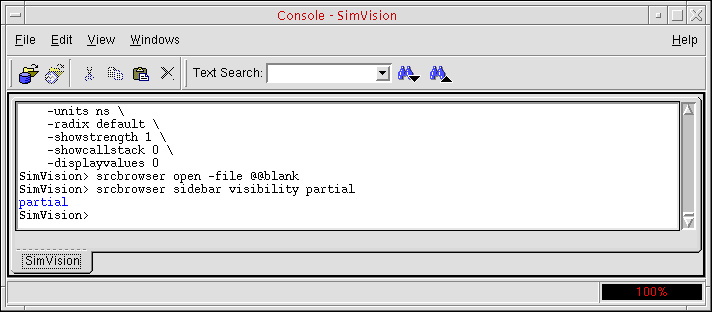 Console - SimVision
File Edit View Windows Help
Text Search:
-units ns \
-radix default \
-showstrength 1 \
-showcallstack 0 \
-displayvalues 0
SimVision> srcbrowser open -file @@blank
SimVision> srcbrowser sidebar visibility partial
partial
SimVision>
SimVision
100%